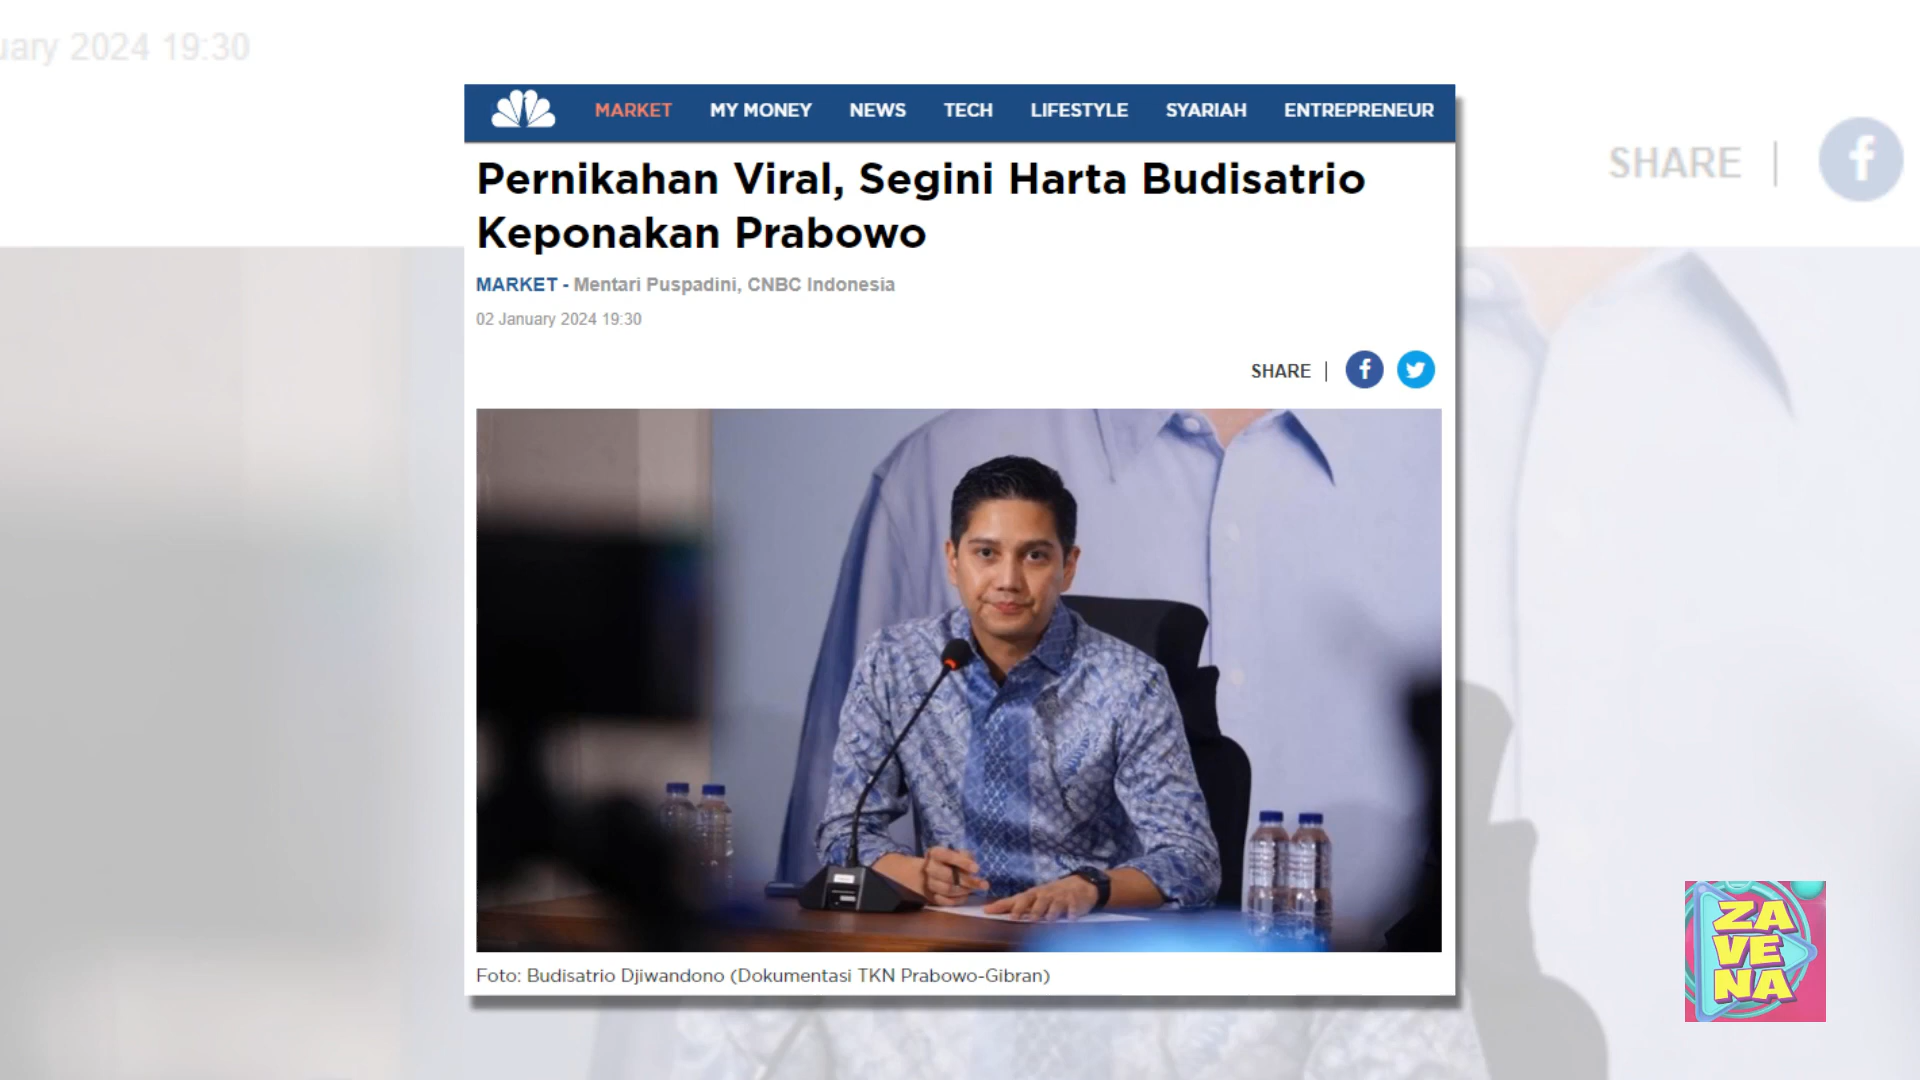 uary 2024 19:30
SHARE |
MARKET MY MONEY NEWS TECH LIFESTYLE SYARIAH ENTREPRENEUR
Pernikahan Viral, Segini Harta Budisatrio
Keponakan Prabowo
MARKET - Mentari Puspadini, CNBC Indonesia
02 January 2024 19:30
SHARE |
Foto: Budisatrio Djiwandono (Dokumentasi TKN Prabowo-Gibran)
ZA
VE
NA